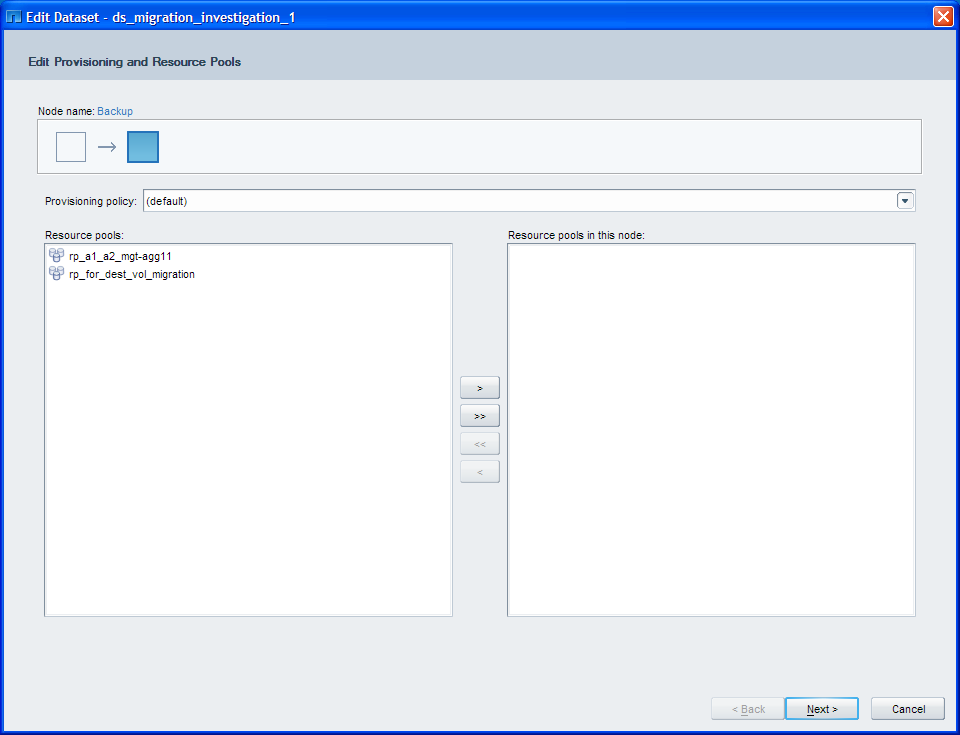 Edit Dataset - ds_migration_investigation_1
Edit Provisioning and Resource Pools
Node name: Backup
Provisioning policy: (default)
Resource pools:
rp_a1_a2_mgt-agg11
rp_for_dest_vol_migration
Resource pools in this node:
>
>>
<<
<
< Back
Next >
Cancel